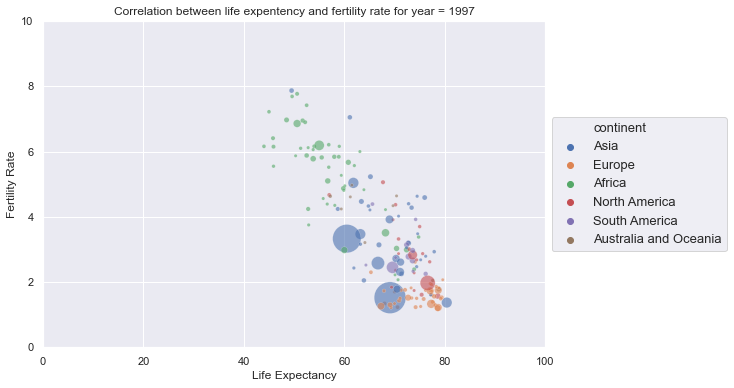 Correlation between life expentency and fertility rate for year = 1997
10
8
6
4
2
0
Fertility Rate
0 20 40 60 80 100
Life Expectancy
continent
Asia
Europe
Africa
North America
South America
Australia and Oceania